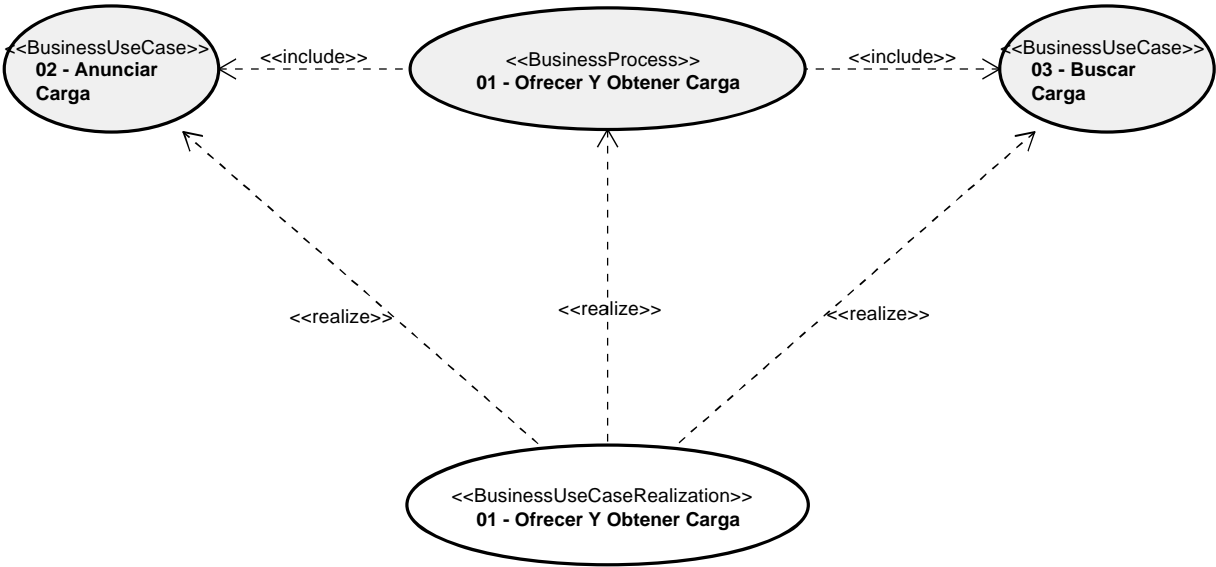 <<BusinessUseCase>>
02 - Anunciar
Carga
<<include>>
<<BusinessProcess>>
01 - Ofrecer Y Obtener Carga
<<include>>
<<BusinessUseCase>>
03 - Buscar
Carga
<<realize>>
<<realize>>
<<realize>>
<<BusinessUseCaseRealization>>
01 - Ofrecer Y Obtener Carga